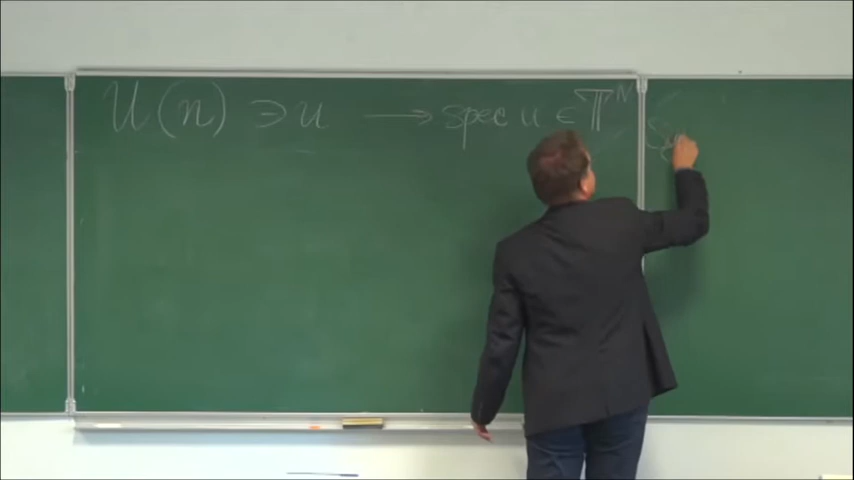 U(n) ∋ u → spec u ∈ 𝕋^N